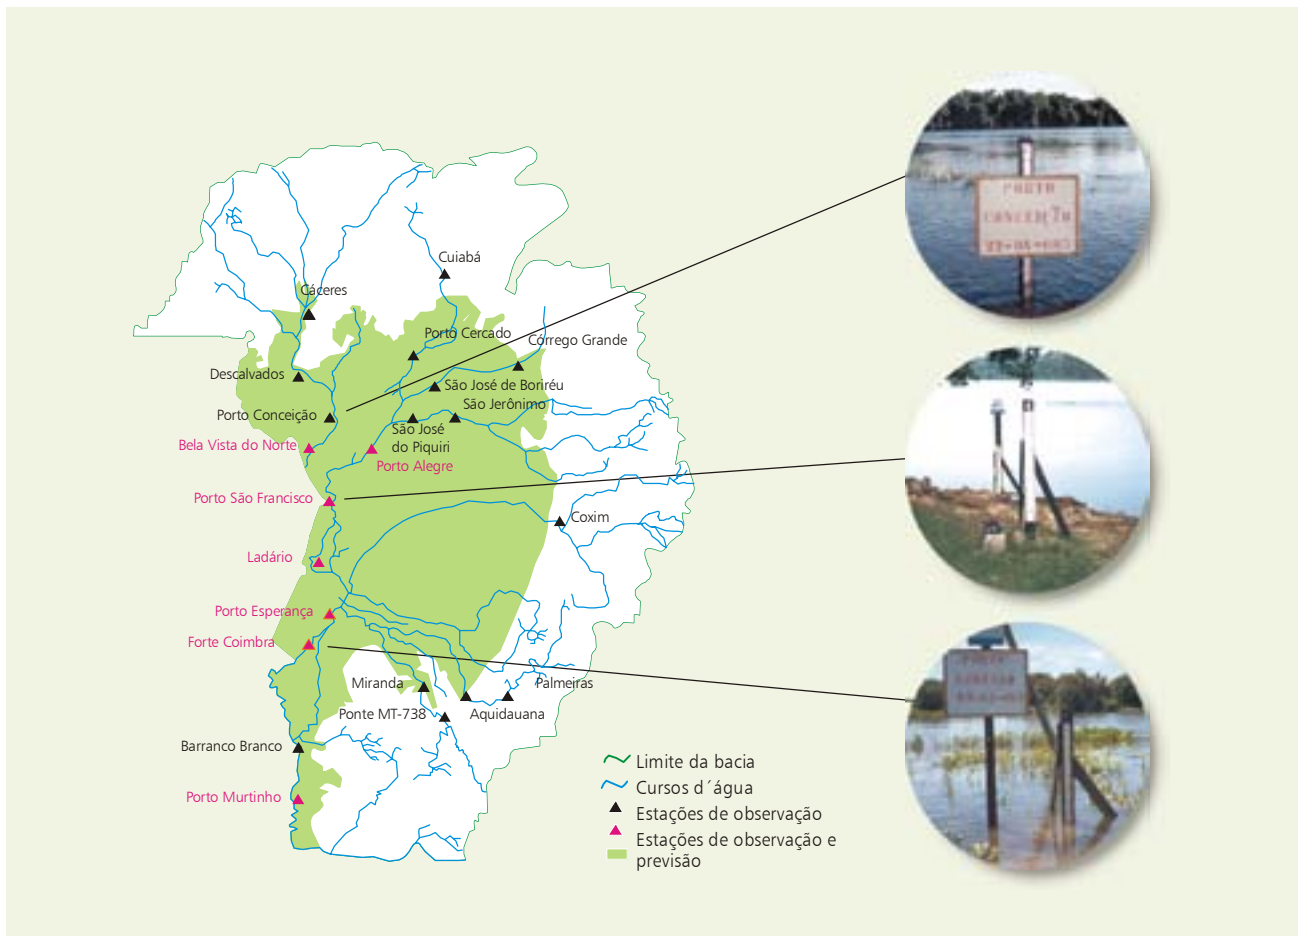 Cuiabá
Cáceres
Porto Cercado
Córrego Grande
Descalvados
São José de Boriréu
São Jerônimo
Porto Conceição
São José
do Piquiri
Bela Vista do Norte
Porto Alegre
Porto São Francisco
Coxim
Ladário
Porto Esperança
Forte Coimbra
Miranda
Palmeiras
Ponte MT-738
Aquidauana
Barranco Branco
Porto Murtinho
Limite da bacia
Cursos d´água
Estações de observação
Estações de observação e
previsão
PORTO